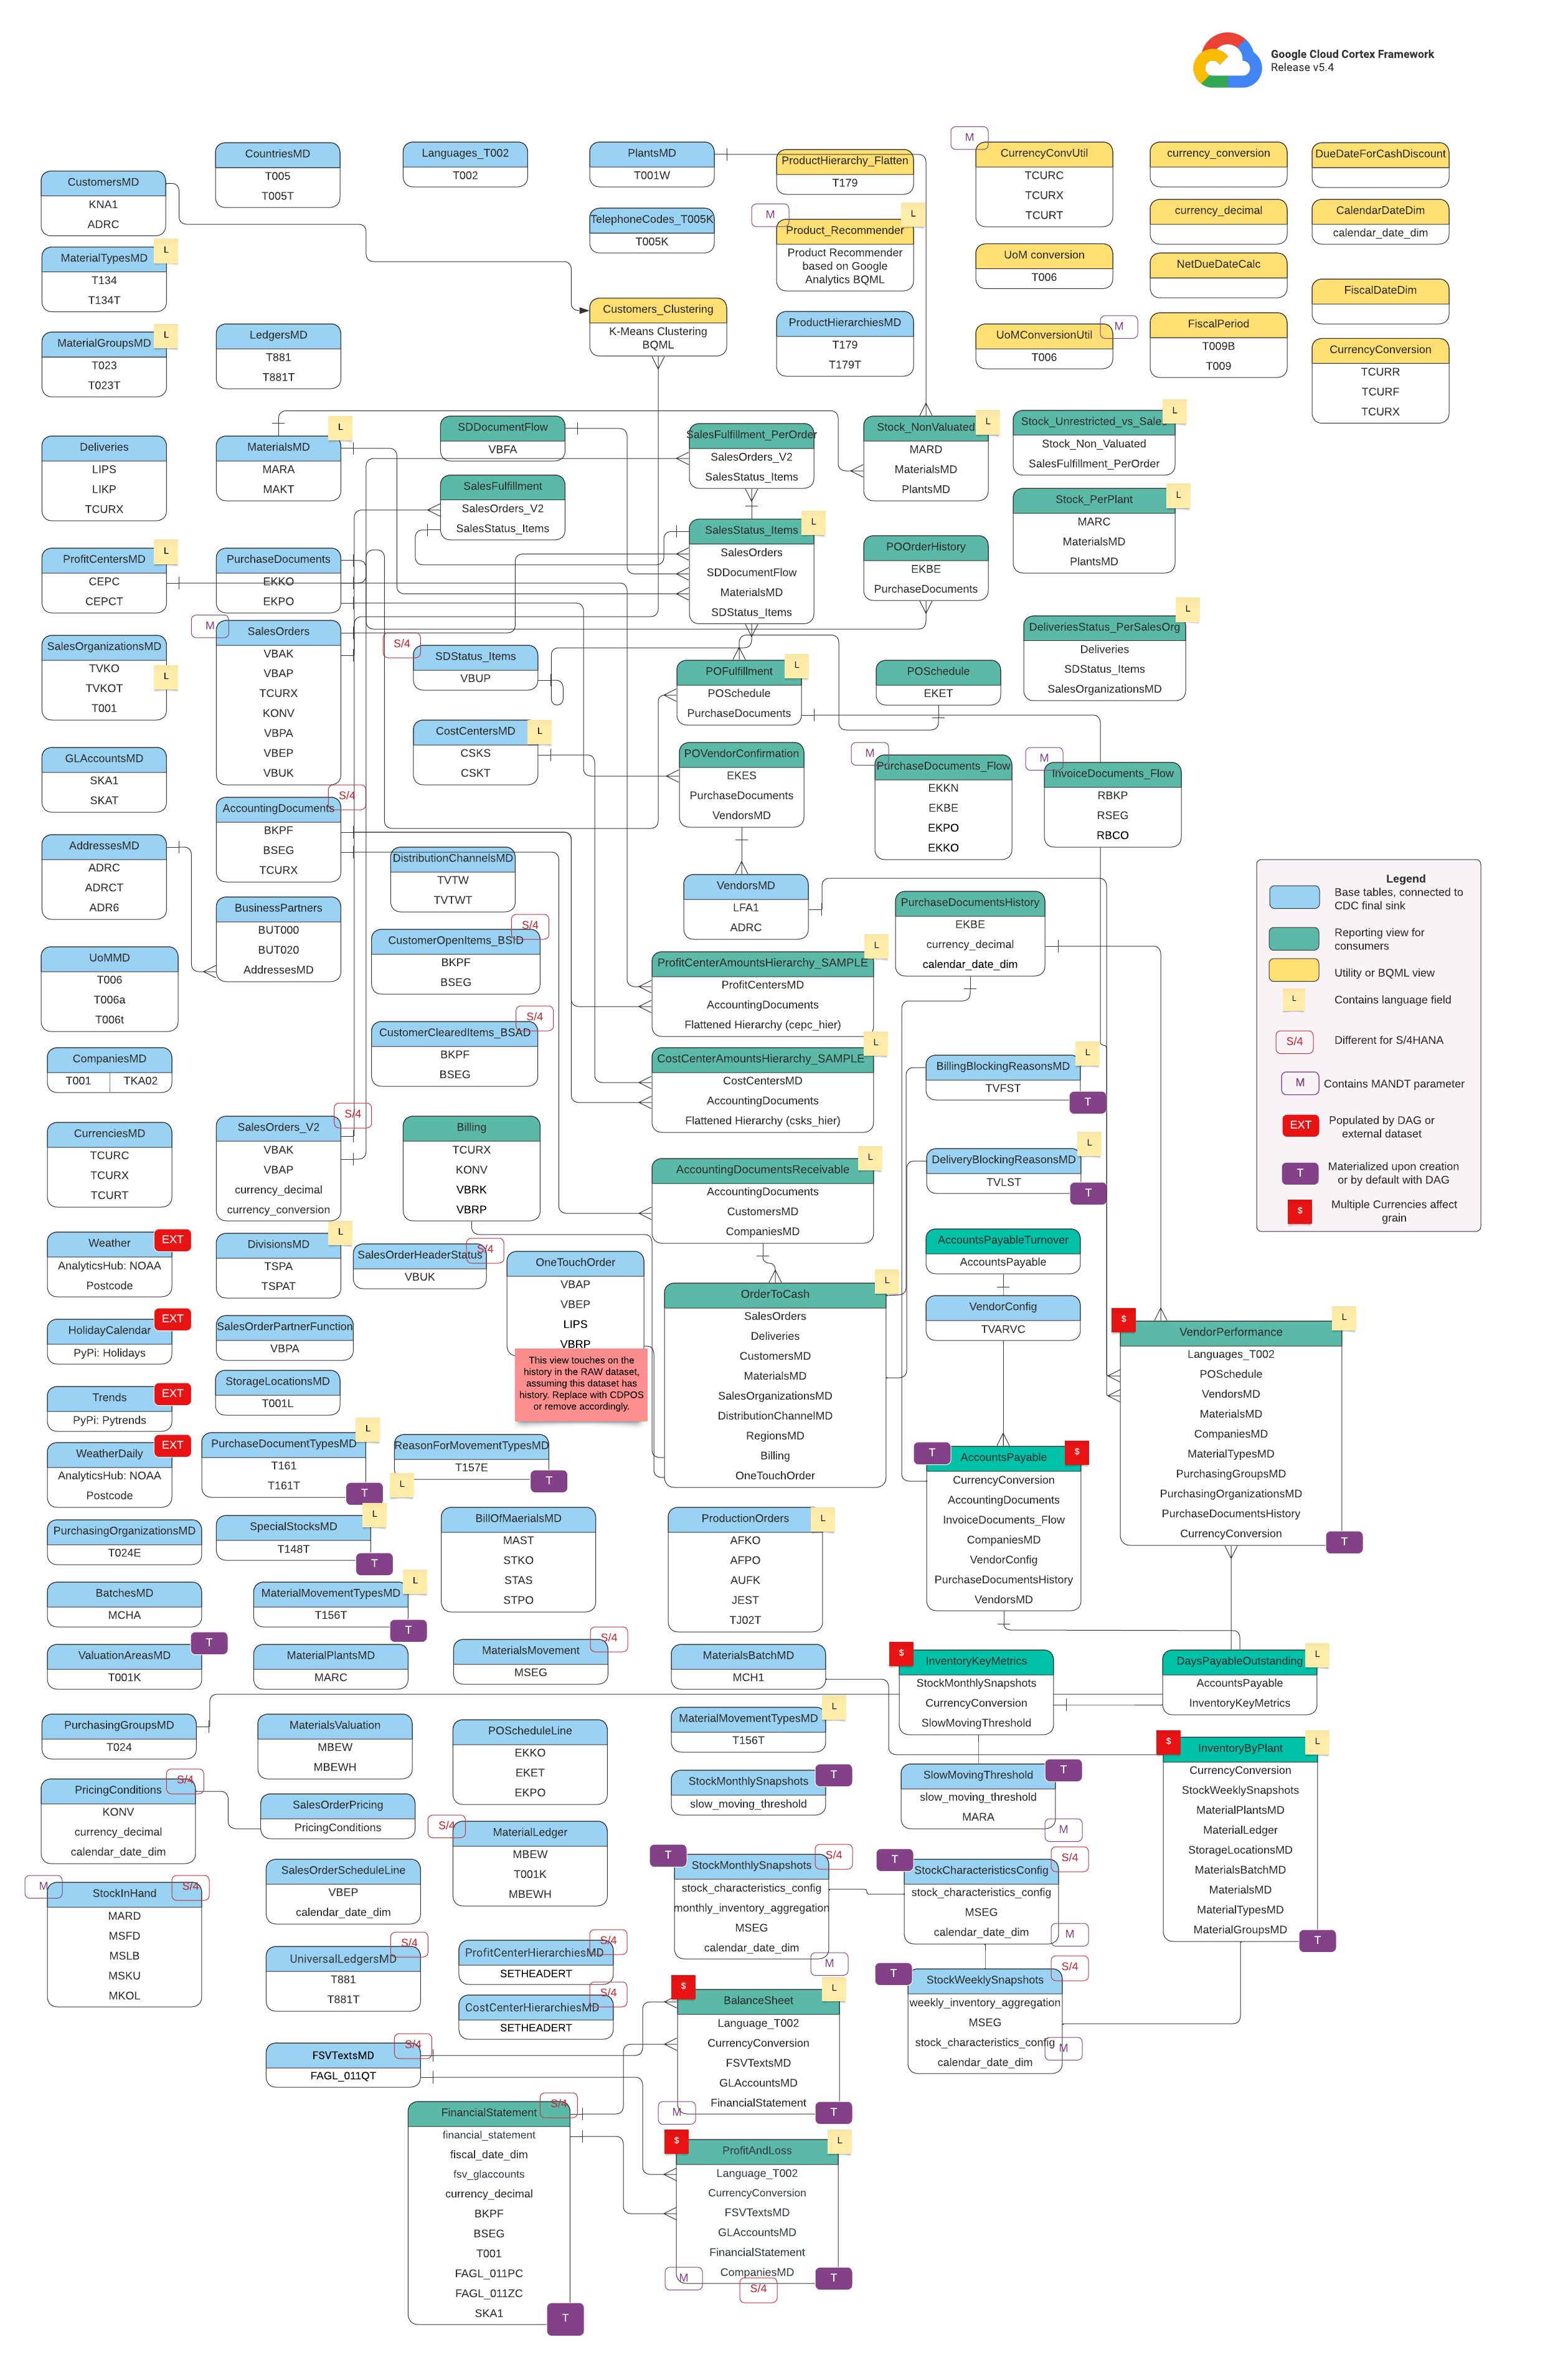 Google Cloud Cortex Framework
Release v5.4
CustomersMD
KNA1
ADRC
CountriesMD
T005
T005T
Languages_T002
T002
PlantsMD
T001W
TelephoneCodes_T005K
T005K
ProductHierarchy_Flatten
T179
M
L
Product_Recommender
Product Recommender
based on Google
Analytics BQML
M
CurrencyConvUtil
TCURC
TCURX
TCURT
currency_conversion
DueDateForCashDiscount
currency_decimal
CalendarDateDim
calendar_date_dim
UoM conversion
T006
NetDueDateCalc
FiscalDateDim
L
MaterialTypesMD
T134
T134T
Customers_Clustering
K-Means Clustering
BQML
ProductHierarchiesMD
T179
T179T
M
UoMConversionUtil
T006
FiscalPeriod
T009B
T009
CurrencyConversion
TCURR
TCURF
TCURX
L
MaterialGroupsMD
T023
T023T
LedgersMD
T881
T881T
Deliveries
LIPS
LIKP
TCURX
L
MaterialsMD
MARA
MAKT
SDDocumentFlow
VBFA
SalesFulfillment
SalesOrders_V2
SalesStatus_Items
SalesFulfillment_PerOrder
SalesOrders_V2
SalesStatus_Items
L
Stock_NonValuated
MARD
MaterialsMD
PlantsMD
L
Stock_Unrestricted_vs_Sales
Stock_Non_Valuated
SalesFulfillment_PerOrder
L
Stock_PerPlant
MARC
MaterialsMD
PlantsMD
L
SalesStatus_Items
SalesOrders
SDDocumentFlow
MaterialsMD
SDStatus_Items
POOrderHistory
EKBE
PurchaseDocuments
L
ProfitCentersMD
CEPC
CEPCT
PurchaseDocuments
EKKO
EKPO
L
DeliveriesStatus_PerSalesOrg
Deliveries
SDStatus_Items
SalesOrganizationsMD
SalesOrganizationsMD
TVKO
TVKOT
T001
L
M
SalesOrders
VBAK
VBAP
TCURX
KONV
VBPA
VBEP
VBUK
S/4
SDStatus_Items
VBUP
L
CostCentersMD
CSKS
CSKT
L
POFulfillment
POSchedule
PurchaseDocuments
POSchedule
EKET
POVendorConfirmation
EKES
PurchaseDocuments
VendorsMD
M
PurchaseDocuments_Flow
EKKN
EKBE
EKPO
EKKO
M
InvoiceDocuments_Flow
RBKP
RSEG
RBCO
GLAccountsMD
SKA1
SKAT
S/4
AccountingDocuments
BKPF
BSEG
TCURX
AddressesMD
ADRC
ADRCT
ADR6
DistributionChannelsMD
TVTW
TVTWT
VendorsMD
LFA1
ADRC
PurchaseDocumentsHistory
EKBE
currency_decimal
calendar_date_dim
Legend
Base tables, connected to
CDC final sink
Reporting view for
consumers
Utility or BQML view
L
Contains language field
S/4
Different for S/4HANA
M
Contains MANDT parameter
EXT
Populated by DAG or
external dataset
T
Materialized upon creation
or by default with DAG
$
Multiple Currencies affect
grain
BusinessPartners
BUT000
BUT020
AddressesMD
S/4
CustomerOpenItems_BSID
BKPF
BSEG
UoMMD
T006
T006a
T006t
L
ProfitCenterAmountsHierarchy_SAMPLE
ProfitCentersMD
AccountingDocuments
Flattened Hierarchy (cepc_hier)
S/4
CustomerClearedItems_BSAD
BKPF
BSEG
CompaniesMD
T001
TKA02
L
CostCenterAmountsHierarchy_SAMPLE
CostCentersMD
AccountingDocuments
Flattened Hierarchy (csks_hier)
L
BillingBlockingReasonsMD
TVFST
T
CurrenciesMD
TCURC
TCURX
TCURT
S/4
SalesOrders_V2
VBAK
VBAP
currency_decimal
currency_conversion
Billing
TCURX
KONV
VBRK
VBRP
L
DeliveryBlockingReasonsMD
TVLST
T
L
AccountingDocumentsReceivable
AccountingDocuments
CustomersMD
CompaniesMD
EXT
Weather
AnalyticsHub: NOAA
Postcode
L
DivisionsMD
TSPA
TSPAT
S/4
SalesOrderHeaderStatus
VBUK
OneTouchOrder
VBAP
VBEP
LIPS
VBRP
This view touches on the
history in the RAW dataset,
assuming this dataset has
history. Replace with CDPOS
or remove accordingly.
AccountsPayableTurnover
AccountsPayable
VendorConfig
TVARVC
L
OrderToCash
SalesOrders
Deliveries
CustomersMD
MaterialsMD
SalesOrganizationsMD
DistributionChannelMD
RegionsMD
Billing
OneTouchOrder
EXT
HolidayCalendar
PyPi: Holidays
SalesOrderPartnerFunction
VBPA
$
L
VendorPerformance
Languages_T002
POSchedule
VendorsMD
MaterialsMD
CompaniesMD
MaterialTypesMD
PurchasingGroupsMD
PurchasingOrganizationsMD
PurchaseDocumentsHistory
CurrencyConversion
T
StorageLocationsMD
T001L
EXT
Trends
PyPi: Pytrends
EXT
WeatherDaily
AnalyticsHub: NOAA
Postcode
L
PurchaseDocumentTypesMD
T161
T161T
T
ReasonForMovementTypesMD
T157E
L
T
T
$
AccountsPayable
CurrencyConversion
AccountingDocuments
InvoiceDocuments_Flow
CompaniesMD
VendorConfig
PurchaseDocumentsHistory
VendorsMD
PurchasingOrganizationsMD
T024E
L
SpecialStocksMD
T148T
T
BillOfMaerialsMD
MAST
STKO
STAS
STPO
L
ProductionOrders
AFKO
AFPO
AUFK
JEST
TJ02T
BatchesMD
MCHA
L
MaterialMovementTypesMD
T156T
T
T
ValuationAreasMD
T001K
MaterialPlantsMD
MARC
S/4
MaterialsMovement
MSEG
MaterialsBatchMD
MCH1
$
InventoryKeyMetrics
StockMonthlySnapshots
CurrencyConversion
SlowMovingThreshold
L
DaysPayableOutstanding
AccountsPayable
InventoryKeyMetrics
PurchasingGroupsMD
T024
MaterialsValuation
MBEW
MBEWH
POScheduleLine
EKKO
EKET
EKPO
L
MaterialMovementTypesMD
T156T
$
L
InventoryByPlant
CurrencyConversion
StockWeeklySnapshots
MaterialPlantsMD
MaterialLedger
StorageLocationsMD
MaterialsBatchMD
MaterialsMD
MaterialTypesMD
MaterialGroupsMD
T
S/4
PricingConditions
KONV
currency_decimal
calendar_date_dim
SalesOrderPricing
PricingConditions
T
StockMonthlySnapshots
slow_moving_threshold
T
SlowMovingThreshold
slow_moving_threshold
MARA
M
S/4
MaterialLedger
MBEW
T001K
MBEWH
M
S/4
StockInHand
MARD
MSFD
MSLB
MSKU
MKOL
SalesOrderScheduleLine
VBEP
calendar_date_dim
T
S/4
StockMonthlySnapshots
stock_characteristics_config
monthly_inventory_aggregation
MSEG
calendar_date_dim
M
T
S/4
StockCharacteristicsConfig
stock_characteristics_config
MSEG
calendar_date_dim
M
S/4
UniversalLedgersMD
T881
T881T
S/4
ProfitCenterHierarchiesMD
SETHEADERT
S/4
CostCenterHierarchiesMD
SETHEADERT
T
S/4
StockWeeklySnapshots
weekly_inventory_aggregation
MSEG
stock_characteristics_config
calendar_date_dim
M
$
L
BalanceSheet
Language_T002
CurrencyConversion
FSVTextsMD
GLAccountsMD
FinancialStatement
M
T
S/4
FSVTextsMD
FAGL_011QT
S/4
FinancialStatement
financial_statement
fiscal_date_dim
fsv_glaccounts
currency_decimal
BKPF
BSEG
T001
FAGL_011PC
FAGL_011ZC
SKA1
T
$
L
ProfitAndLoss
Language_T002
CurrencyConversion
FSVTextsMD
GLAccountsMD
FinancialStatement
CompaniesMD
M
S/4
T